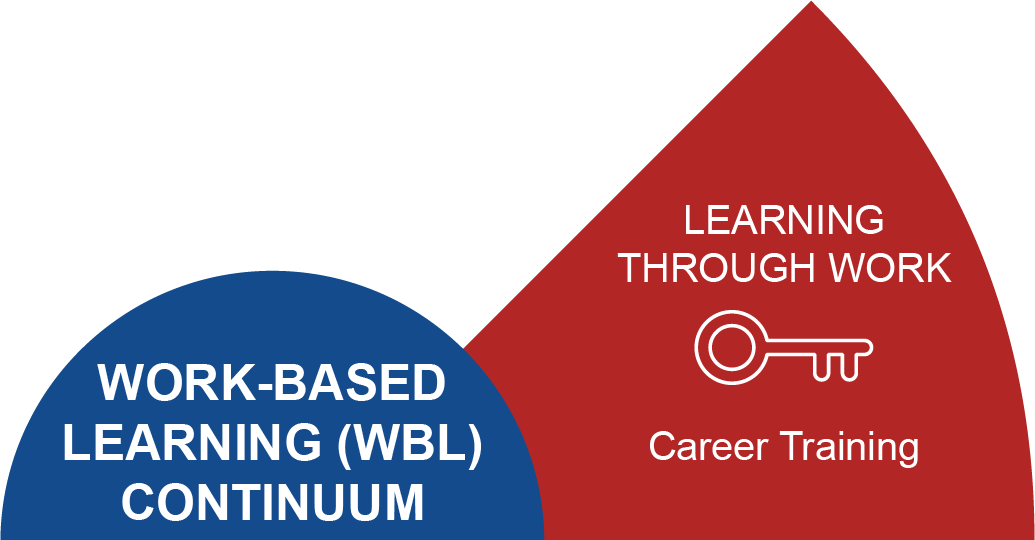 WORK-BASED
LEARNING (WBL)
CONTINUUM
LEARNING
THROUGH WORK
Career Training